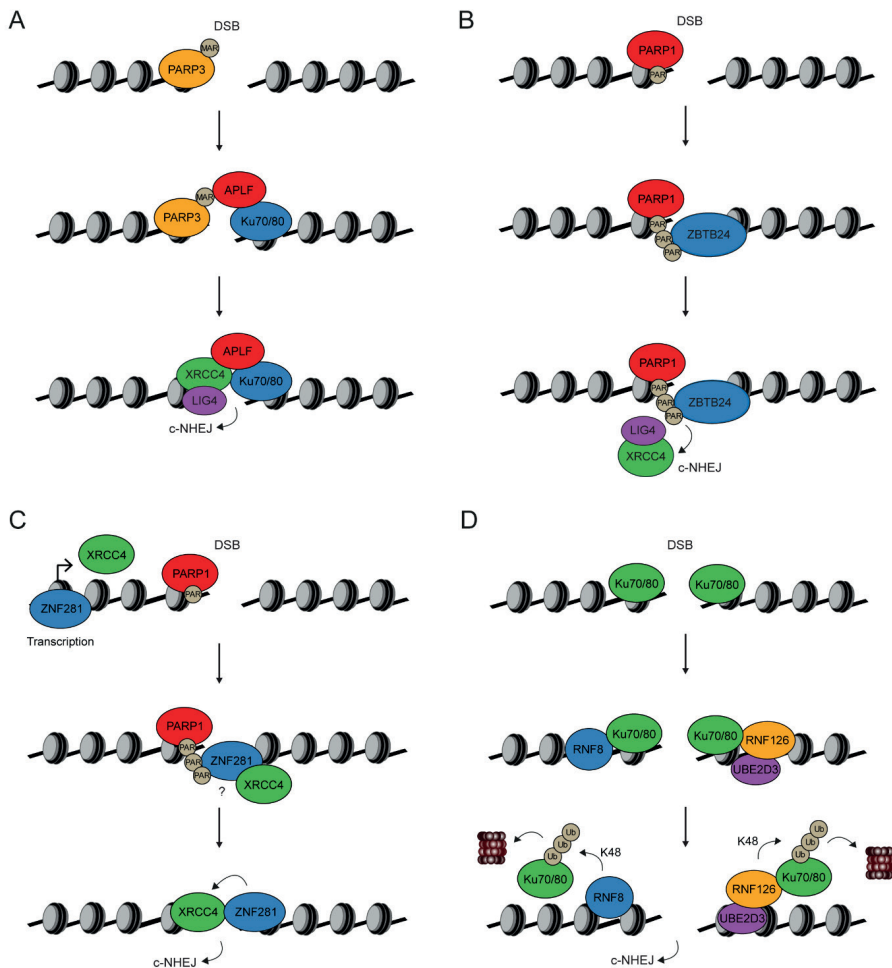 A
DSB
MAR
PARP3
MAR
APLF
PARP3
Ku70/80
APLF
XRCC4
Ku70/80
LIG4
c-NHEJ
B
DSB
PARP1
PAR
PARP1
PAR
PAR
PAR
ZBTB24
PARP1
PAR
PAR
PAR
ZBTB24
LIG4
XRCC4
c-NHEJ
C
XRCC4
DSB
PARP1
PAR
ZNF281
Transcription
PARP1
PAR
PAR
PAR
ZNF281
?
XRCC4
XRCC4
ZNF281
c-NHEJ
D
DSB
Ku70/80
Ku70/80
Ku70/80
RNF8
Ku70/80
RNF126
UBE2D3
Ub
Ub
Ub
K48
Ku70/80
RNF8
Ub
Ub
Ub
K48
Ku70/80
RNF126
UBE2D3
c-NHEJ